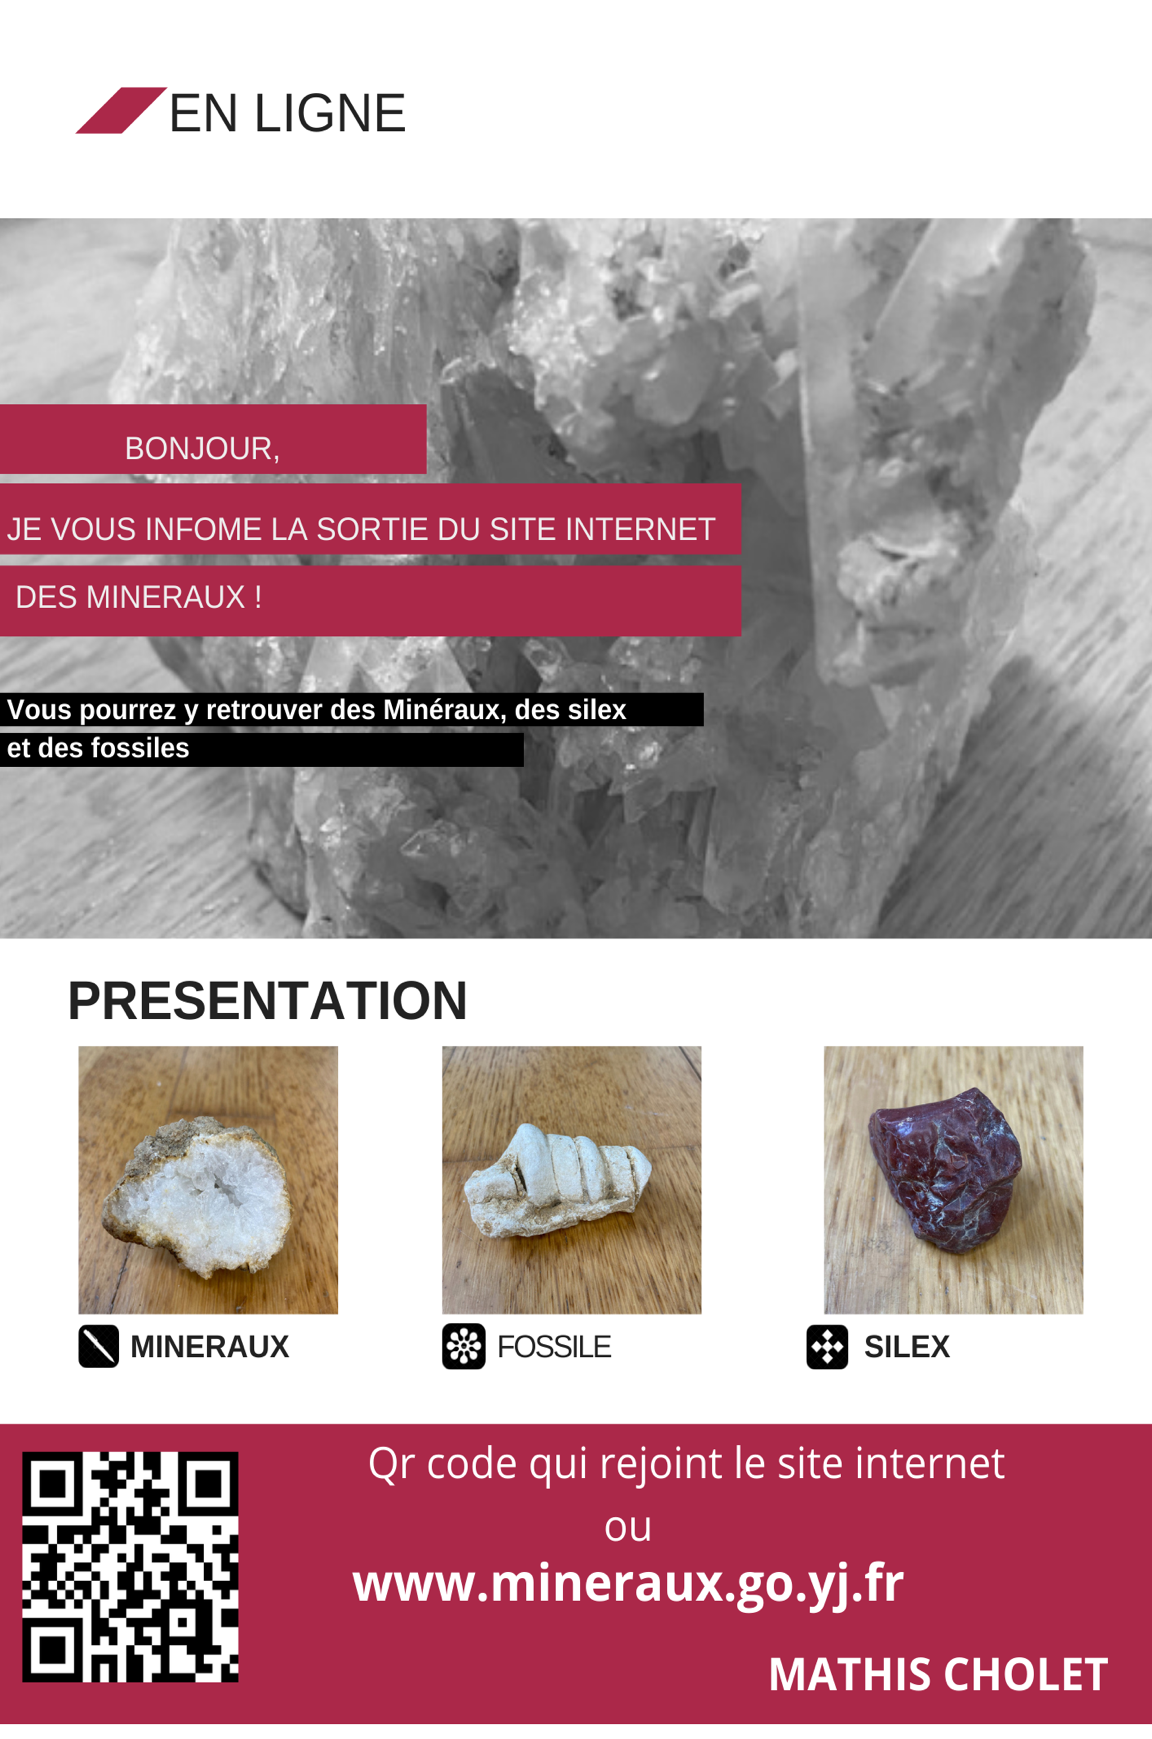 EN LIGNE
BONJOUR,
JE VOUS INFOME LA SORTIE DU SITE INTERNET
DES MINERAUX !
Vous pourrez y retrouver des Minéraux, des silex
et des fossiles
PRESENTATION
MINERAUX
FOSSILE
SILEX
Qr code qui rejoint le site internet
ou
www.mineraux.go.yj.fr
MATHIS CHOLET